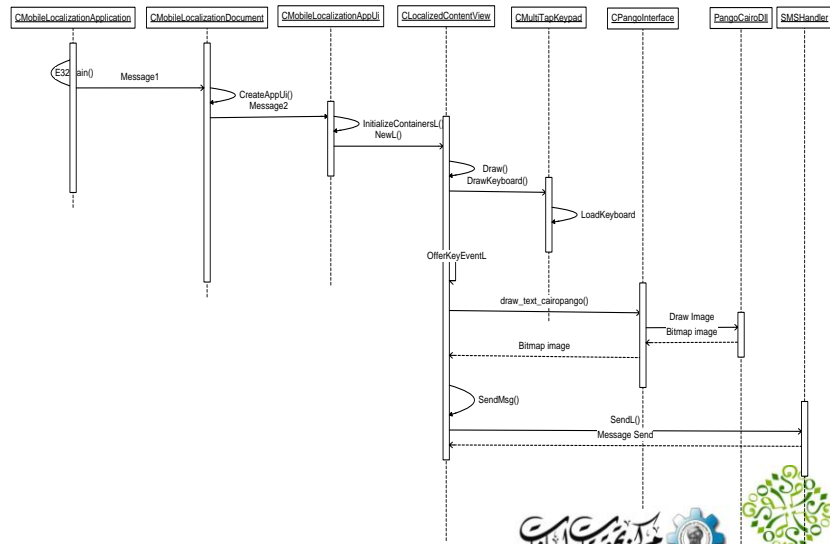 CMobileLocalizationApplication
CMobileLocalizationDocument
CMobileLocalizationAppUi
CLocalizedContentView
CMultiTapKeypad
CPangoInterface
PangoCairoDll
SMSHandler
Message1
CreateAppUi()
Message2
InitializeContainersL()
NewL()
Draw()
DrawKeyboard()
LoadKeyboard
OfferKeyEventL
draw_text_cairopango()
Draw Image
Bitmap image
Bitmap image
SendMsg()
SendL()
Message Send